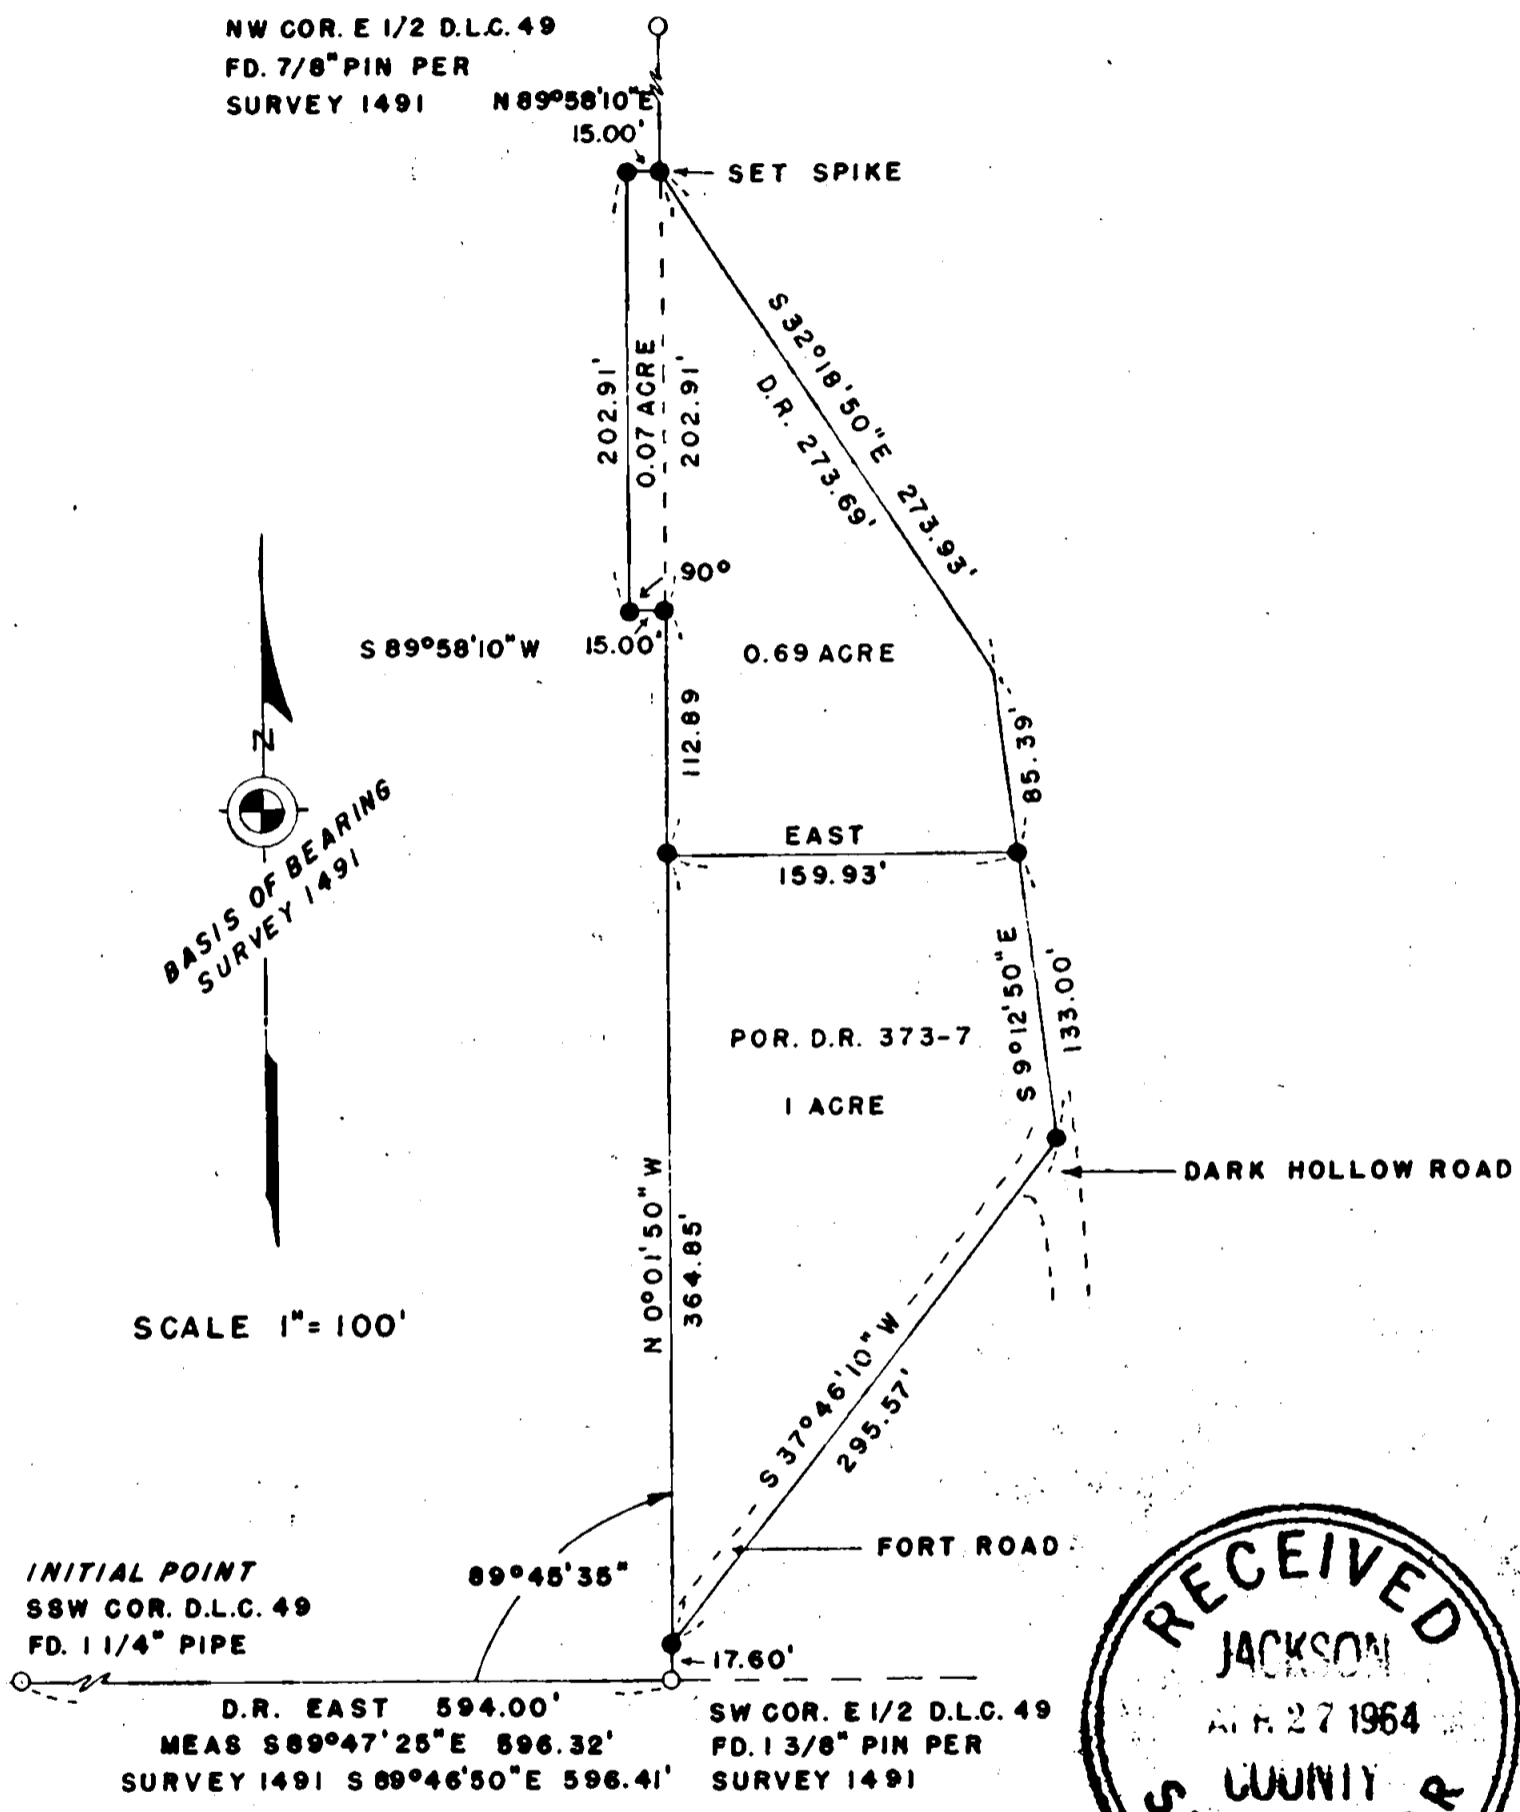 NW COR. E 1/2 D.L.C. 49
FD. 7/8" PIN PER
SURVEY 1491
N 89°58'10"E
15.00'
SET SPIKE
S 32°18'50"E 273.93'
D.R. 273.69'
202.91'
0.07 ACRE
202.91'
90°
S 89°58'10"W 15.00'
0.69 ACRE
112.89
85.39'
N
BASIS OF BEARING
SURVEY 1491
EAST
159.93'
S 9°12'50"E
133.00'
POR. D.R. 373-7
1 ACRE
DARK HOLLOW ROAD
N 0°01'50" W
364.85'
SCALE 1"= 100'
S 37°46'10" W
295.57'
FORT ROAD
89°45'35"
INITIAL POINT
SSW COR. D.L.C. 49
FD. 1 1/4" PIPE
17.60'
D.R. EAST 594.00'
MEAS S89°47'25"E 596.32'
SURVEY 1491 S 89°46'50"E 596.41'
SW COR. E 1/2 D.L.C. 49
FD. 1 3/8" PIN PER
SURVEY 1491
RECEIVED
JACKSON
27 1964
COUNTY